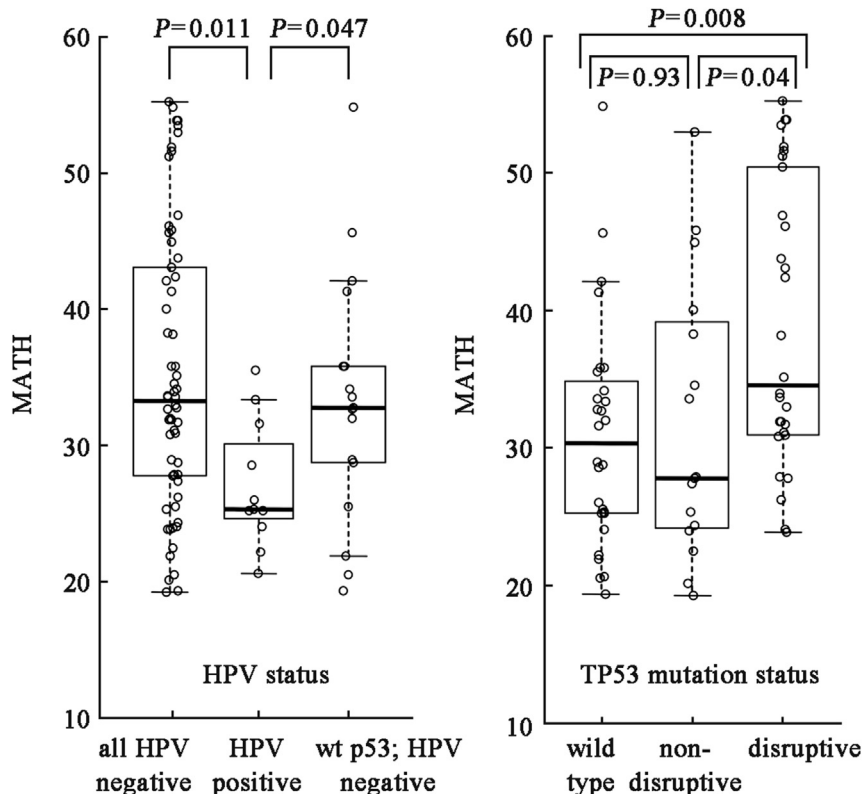 P=0.011 P=0.047
60
50
40
30
20
10
MATH
HPV status
all HPV negative
HPV positive
wt p53; HPV negative
P=0.008
P=0.93 P=0.04
60
50
40
30
20
10
MATH
TP53 mutation status
wild type
non-disruptive
disruptive